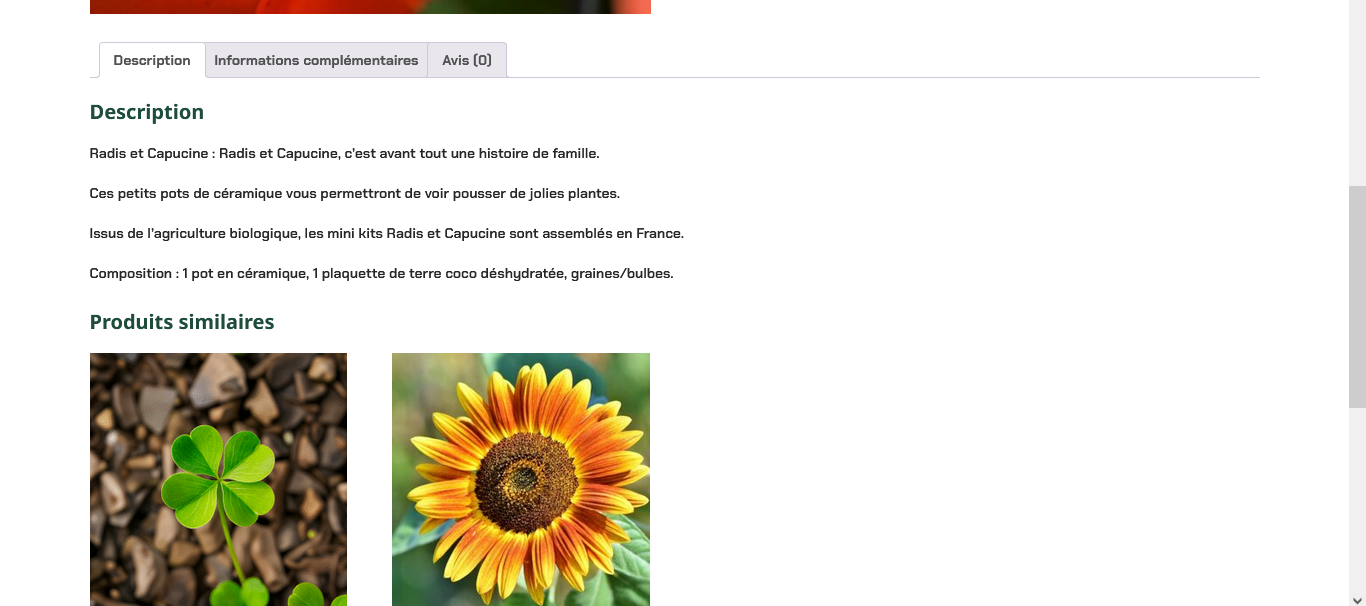 Description
Informations complémentaires
Avis (0)
Description
Radis et Capucine : Radis et Capucine, c’est avant tout une histoire de famille.
Ces petits pots de céramique vous permettront de voir pousser de jolies plantes.
Issus de l’agriculture biologique, les mini kits Radis et Capucine sont assemblés en France.
Composition : 1 pot en céramique, 1 plaquette de terre coco déshydratée, graines/bulbes.
Produits similaires